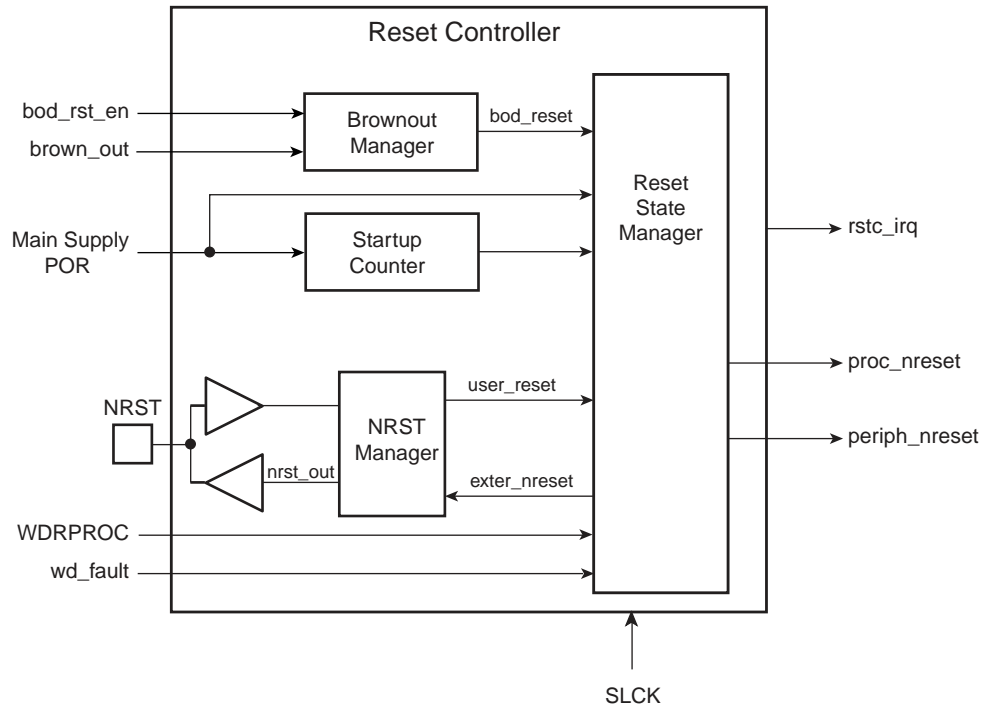 Reset Controller
bod_rst_en
brown_out
Brownout
Manager
bod_reset
Main Supply
POR
Startup
Counter
Reset
State
Manager
rstc_irq
proc_nreset
periph_nreset
NRST
NRST
Manager
user_reset
nrst_out
exter_nreset
WDRPROC
wd_fault
SLCK